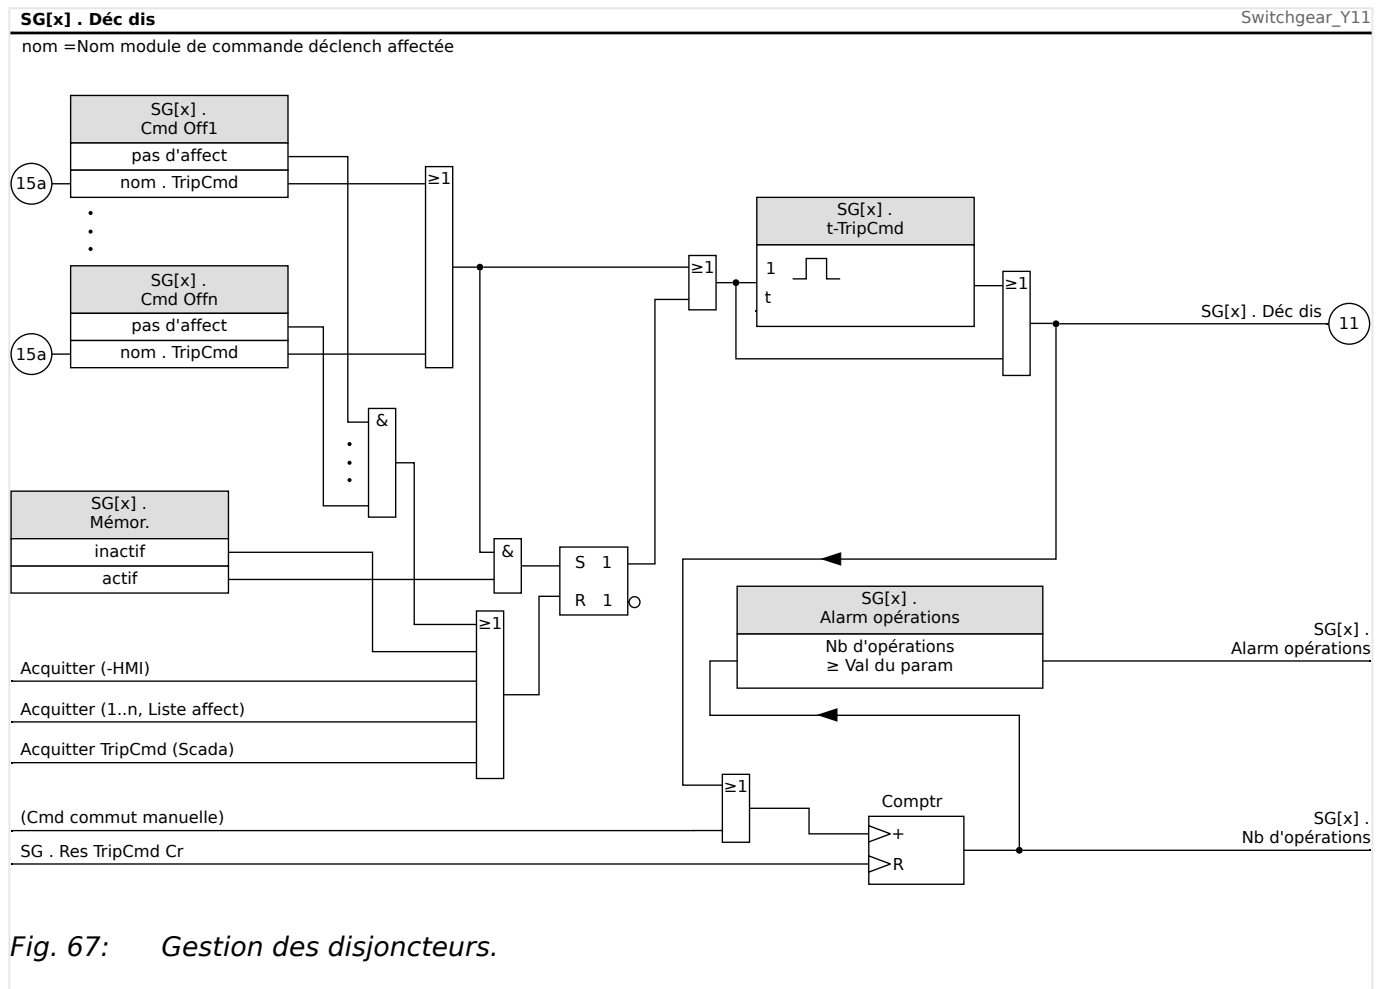 SG[x] . Déc dis
Switchgear_Y11
nom =Nom module de commande déclench affectée
SG[x] .
Cmd Off1
pas d'affect
15a
nom . TripCmd
≥1
SG[x] .
t-TripCmd
1
t
≥1
≥1
SG[x] . Déc dis
11
SG[x] .
Cmd Offn
pas d'affect
15a
nom . TripCmd
&
SG[x] .
Mémor.
inactif
actif
&
S 1
R 1
≥1
SG[x] .
Alarm opérations
Nb d'opérations
≥ Val du param
SG[x] .
Alarm opérations
Acquitter (-HMI)
Acquitter (1..n, Liste affect)
Acquitter TripCmd (Scada)
≥1
Comptr
(Cmd commut manuelle)
+
SG[x] .
Nb d'opérations
SG . Res TripCmd Cr
R
Fig. 67: Gestion des disjoncteurs.